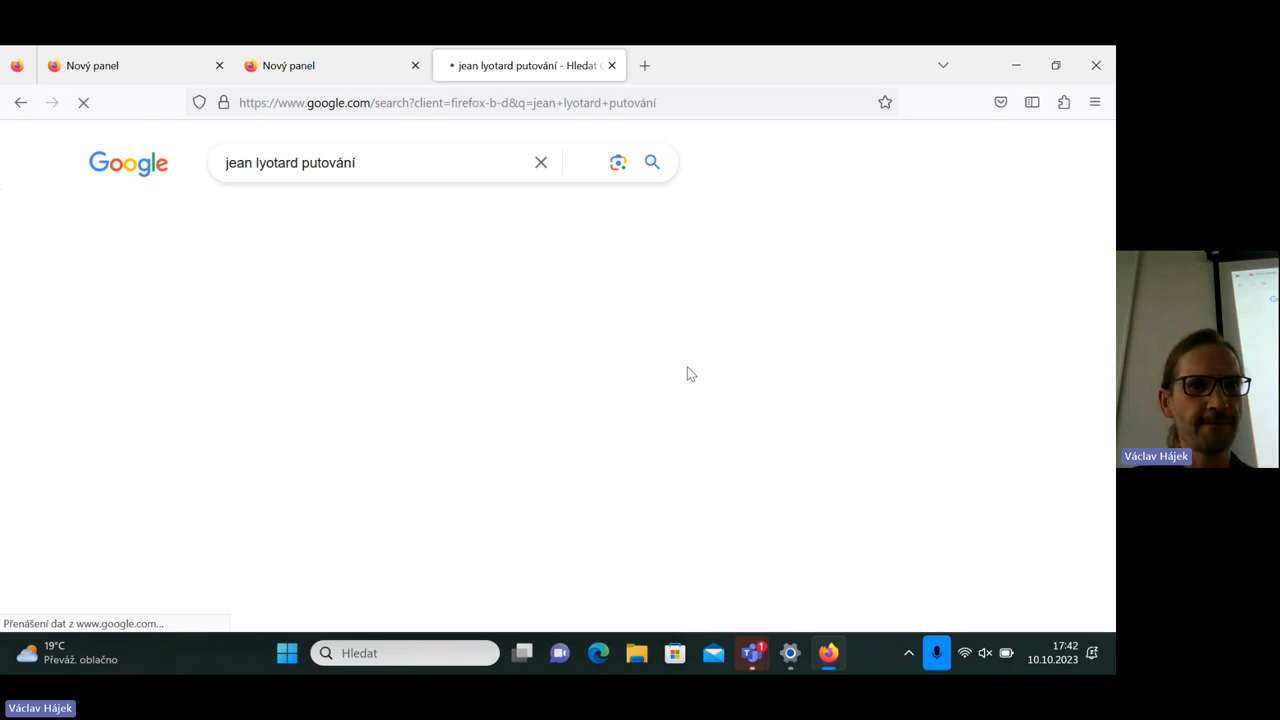 Nový panel
Nový panel
jean lyotard putování - Hledat
https://www.google.com/search?client=firefox-b-d&q=jean+lyotard+putování
Google
jean lyotard putování
Václav Hájek
Přenášení dat z www.google.com...
19°C
Převáž. oblačno
Hledat
1
17:42
10.10.2023
Václav Hájek